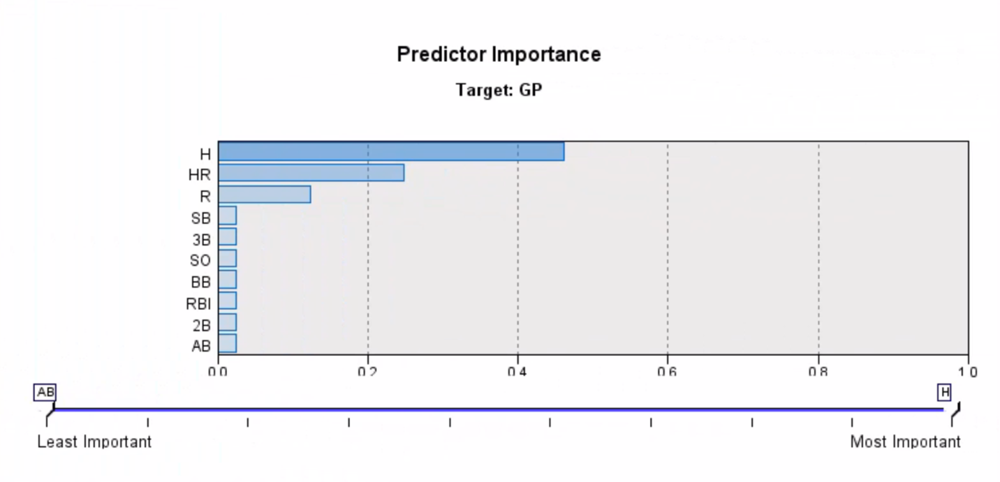 Predictor Importance
Target: GP
H
HR
R
SB
3B
SO
BB
RBI
2B
AB
0.0 0.2 0.4 0.6 0.8 1.0
AB H
Least Important Most Important